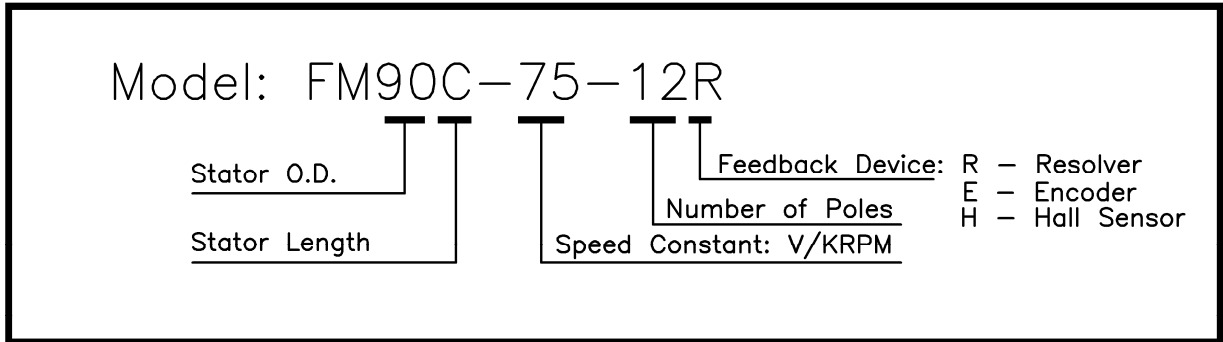 Model: FM90C-75-12R
Stator O.D.
Feedback Device: R - Resolver
E - Encoder
H - Hall Sensor
Number of Poles
Stator Length
Speed Constant: V/KRPM